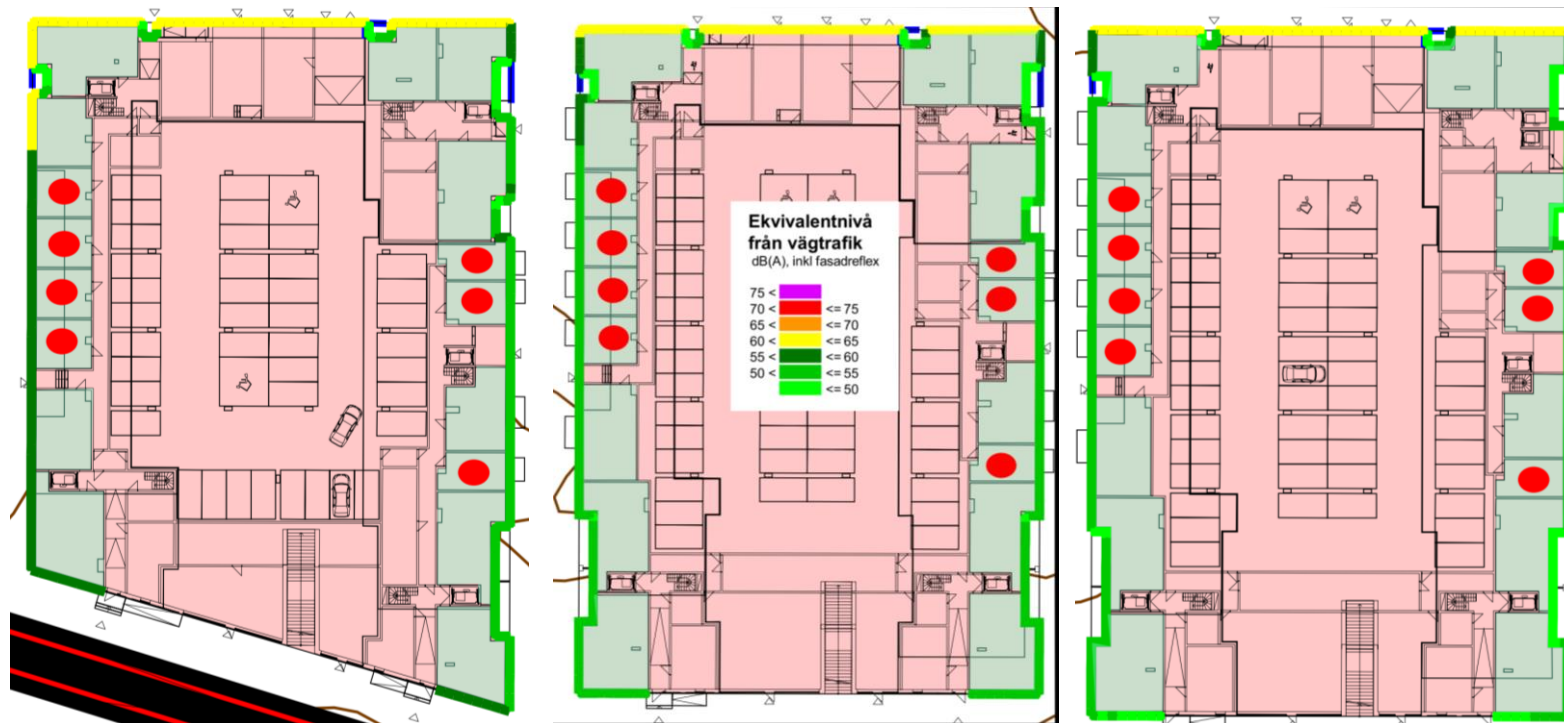 Ekvivalentnivå
från vägtrafik
dB(A), inkl fasadreflex
75 <
70 < <= 75
65 < <= 70
60 < <= 65
55 < <= 60
50 < <= 55
<= 50